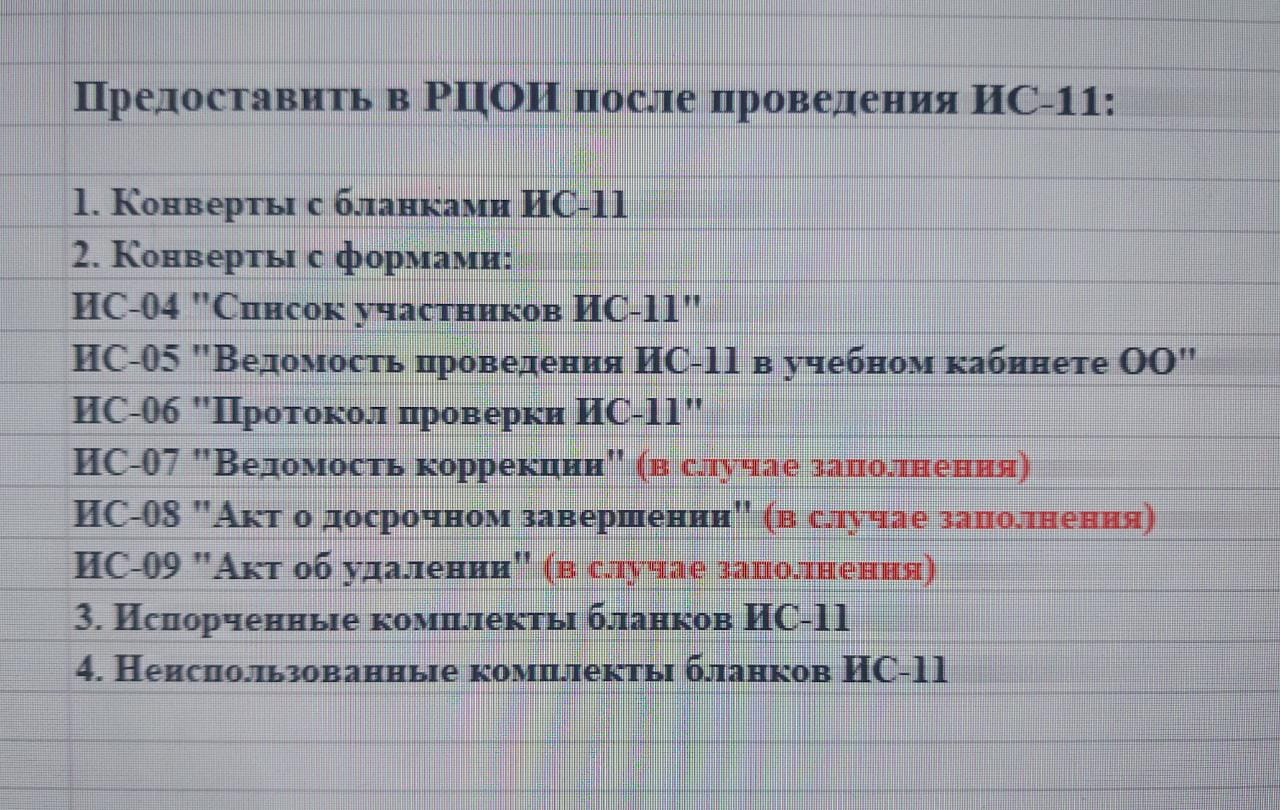 Предоставить в РЦОИ после проведения ИС-11:
1. Конверты с бланками ИС-11
2. Конверты с формами:
ИС-04 "Список участников ИС-11"
ИС-05 "Ведомость проведения ИС-11 в учебном кабинете ОО"
ИС-06 "Протокол проверки ИС-11"
ИС-07 "Ведомость коррекции" (в случае заполнения)
ИС-08 "Акт о досрочном завершении" (в случае заполнения)
ИС-09 "Акт об удалении" (в случае заполнения)
3. Испорченные комплекты бланков ИС-11
4. Неиспользованные комплекты бланков ИС-11